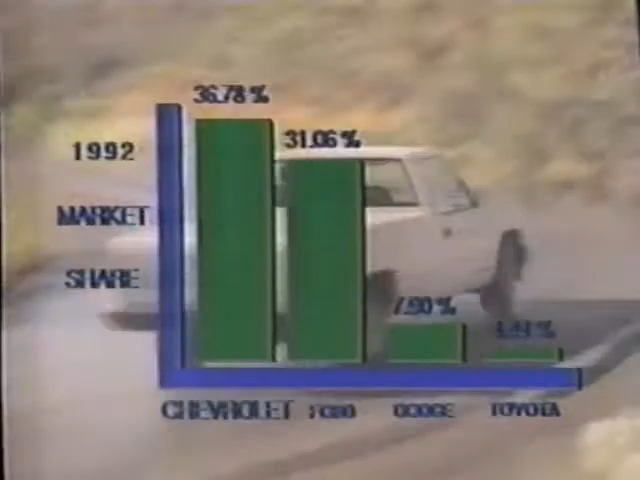 36.78 %
31.06 %
1992
MARKET
SHARE
7.90 %
CHEVROLET FORD DODGE TOYOTA